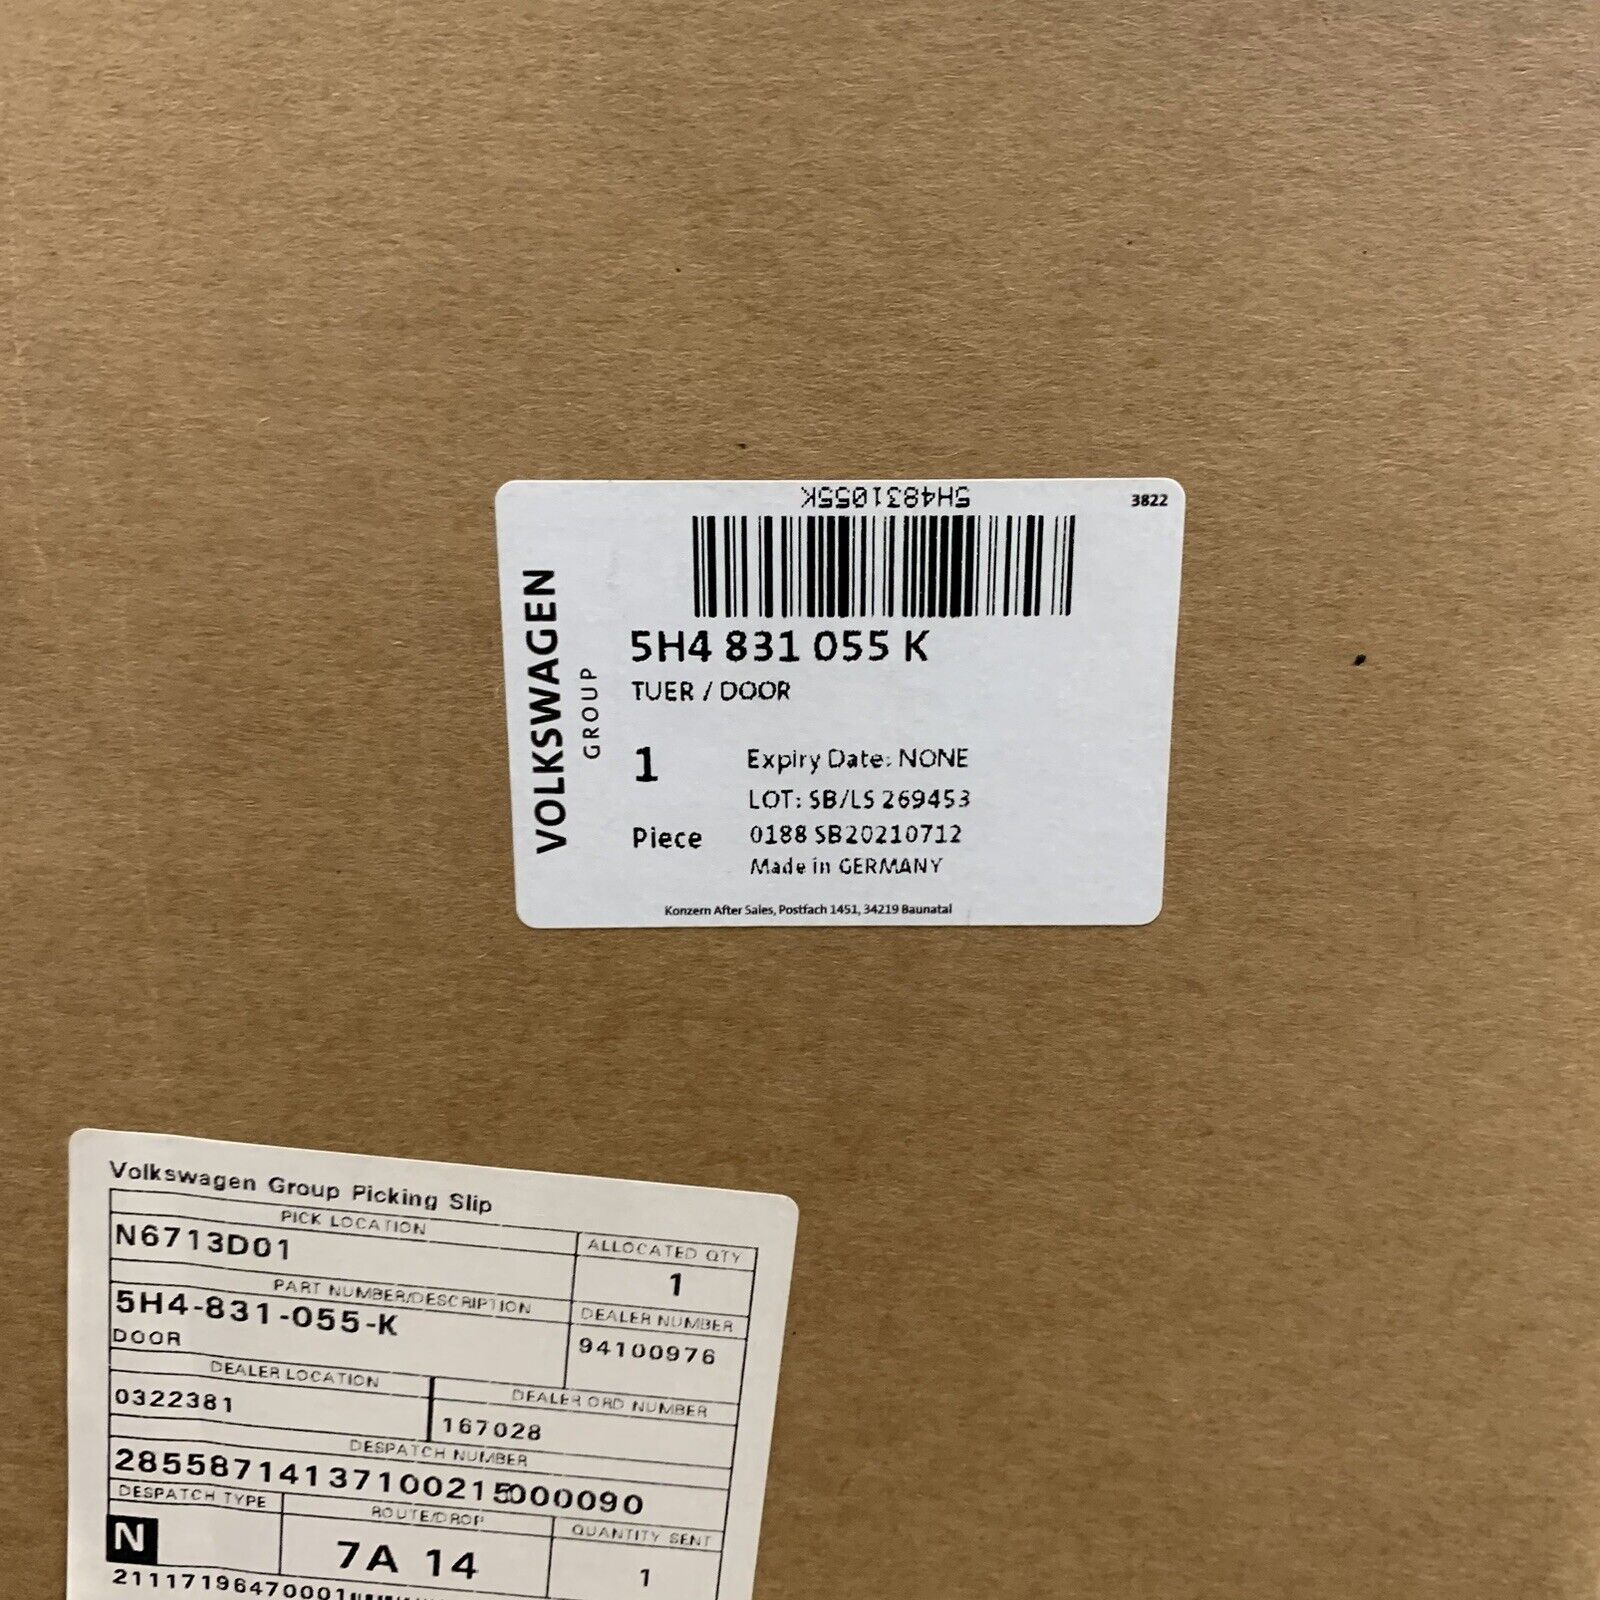 5H4831055K
3822
VOLKSWAGEN
GROUP
5H4 831 055 K
TUER / DOOR
1
Piece
Expiry Date: NONE
LOT: SB/LS 269453
0188 SB20210712
Made in GERMANY
Konzern After Sales, Postfach 1451, 34219 Baunatal
Volkswagen Group Picking Slip
PICK LOCATION
N6713D01
ALLOCATED QTY
1
PART NUMBER/DESCRIPTION
5H4-831-055-K
DOOR
DEALER NUMBER
94100976
DEALER LOCATION
0322381
DEALER ORD NUMBER
167028
DESPATCH NUMBER
DESPATCH TYPE
N
ROUTE/DROP
7A 14
QUANTITY SENT
1